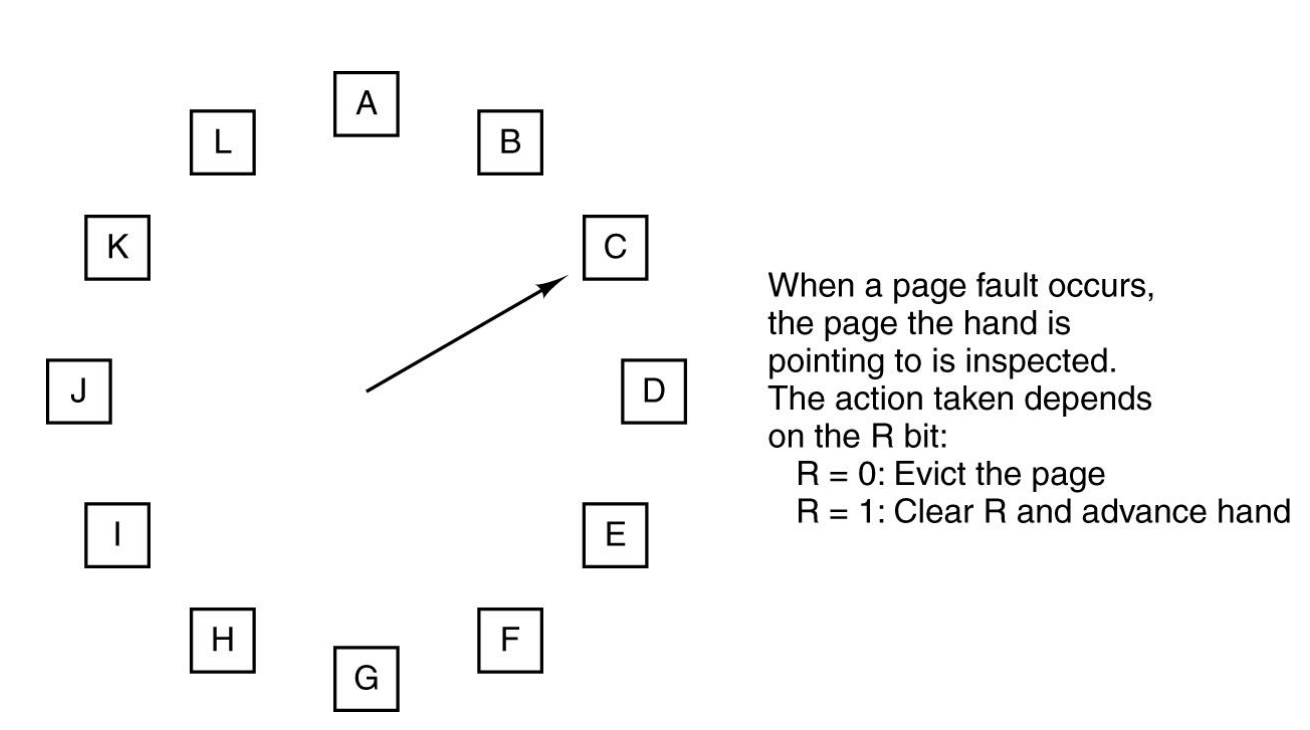 A
L
B
K
C
J
D
I
E
H
F
G
When a page fault occurs,
the page the hand is
pointing to is inspected.
The action taken depends
on the R bit:
R = 0: Evict the page
R = 1: Clear R and advance hand